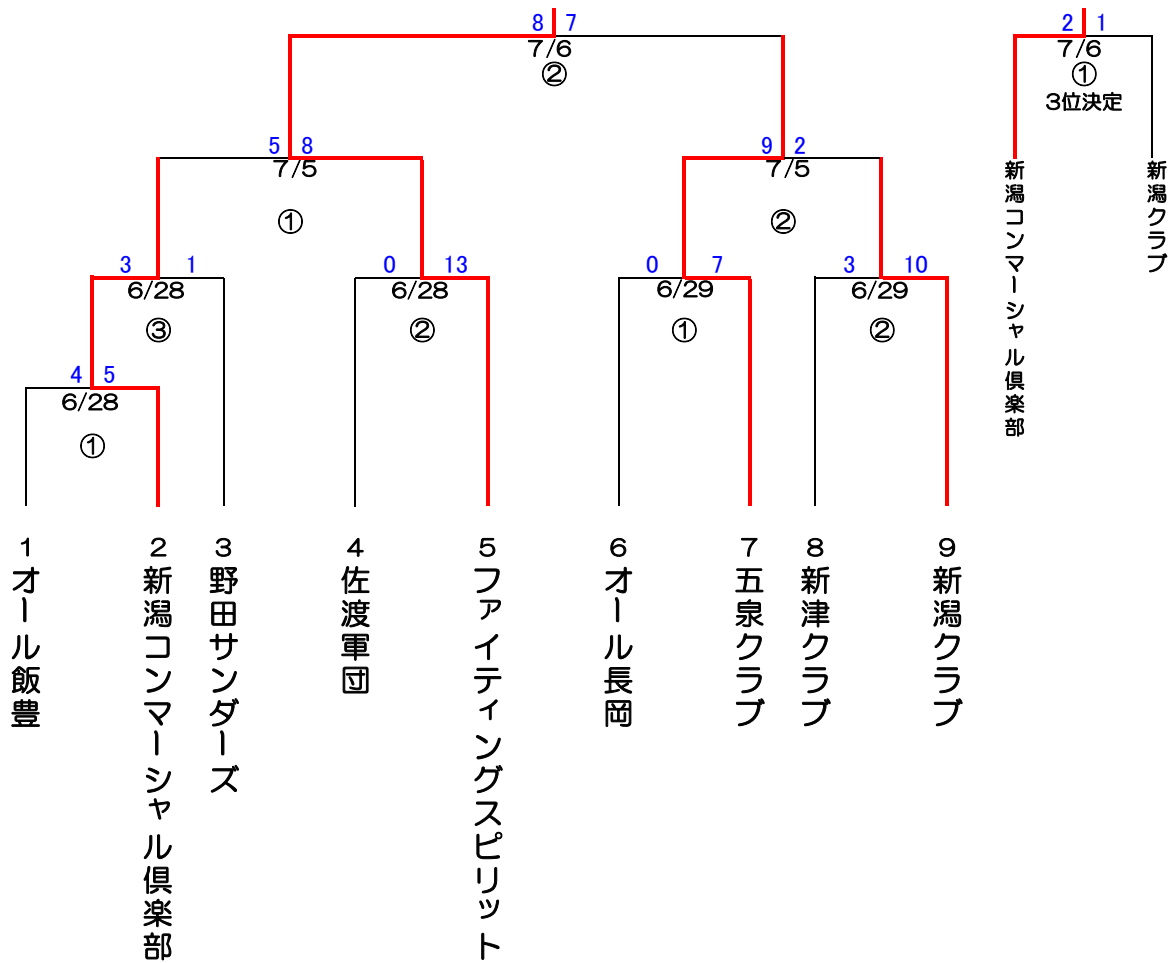 8 7
7/6
②
2 1
7/6
①
3位決定
新潟コンマーシャル倶楽部
新潟クラブ
5 8
7/5
①
9 2
7/5
②
3 1
6/28
③
0 13
6/28
②
0 7
6/29
①
3 10
6/29
②
4 5
6/28
①
1 オール飯豊
2 新潟コンマーシャル倶楽部
3 野田サンダーズ
4 佐渡軍団
5 ファイティングスピリット
6 オール長岡
7 五泉クラブ
8 新津クラブ
9 新潟クラブ